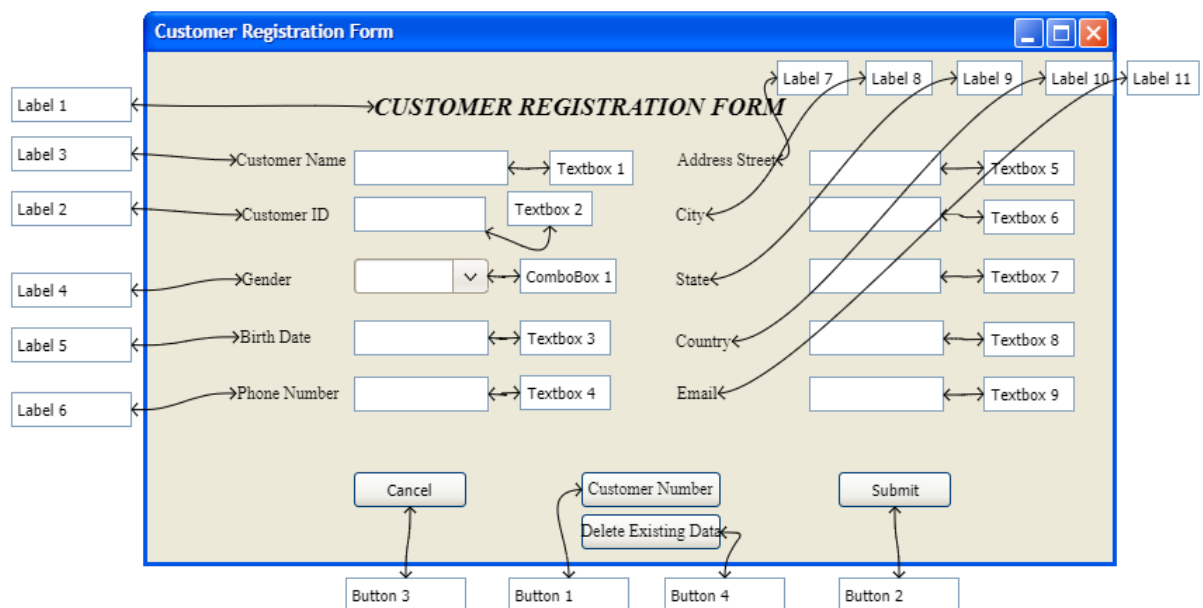 Customer Registration Form
Label 7 Label 8 Label 9 Label 10 Label 11
Label 1 CUSTOMER REGISTRATION FORM
Label 3 Customer Name Textbox 1 Address Street Textbox 5
Label 2 Customer ID Textbox 2 City Textbox 6
Label 4 Gender ComboBox 1 State Textbox 7
Label 5 Birth Date Textbox 3 Country Textbox 8
Label 6 Phone Number Textbox 4 Email Textbox 9
Cancel Customer Number Submit
Delete Existing Data
Button 3 Button 1 Button 4 Button 2